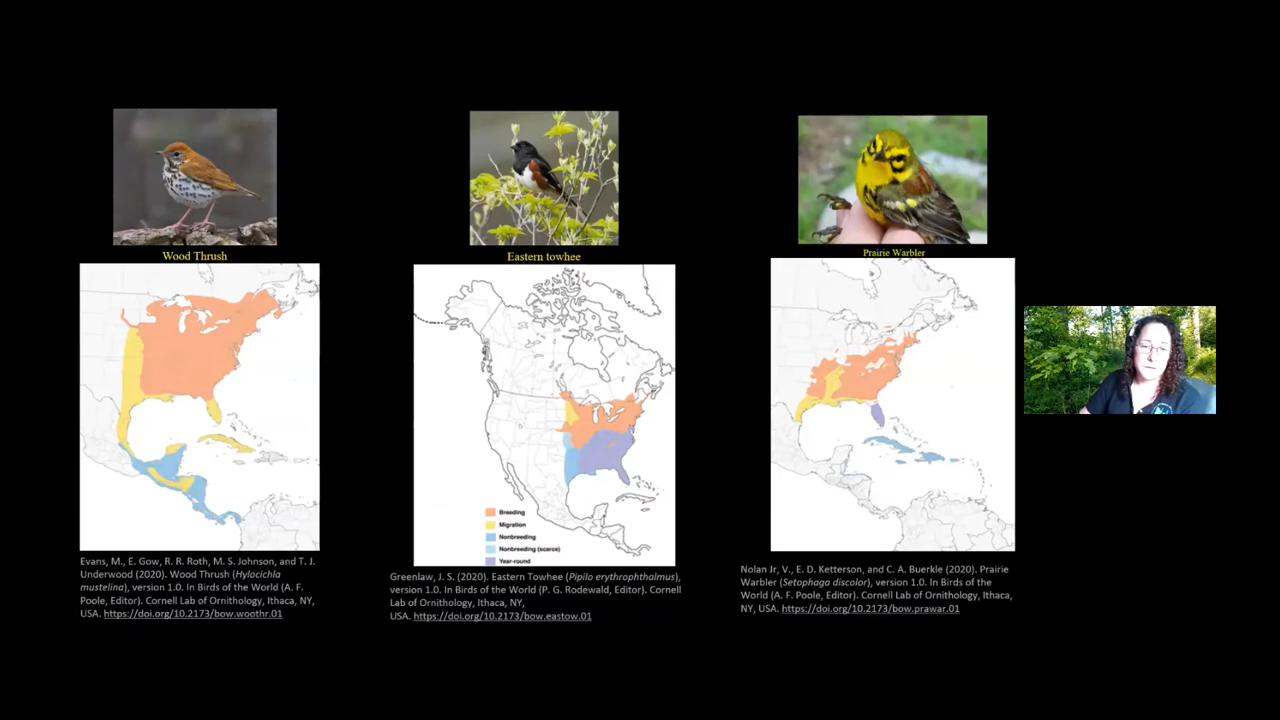 Wood Thrush
Eastern towhee
Prairie Warbler
Breeding
Migration
Nonbreeding
Nonbreeding (scarce)
Year-round
Evans, M., E. Gow, R. R. Roth, M. S. Johnson, and T. J.
Underwood (2020). Wood Thrush (Hylocichla
mustelina), version 1.0. In Birds of the World (A. F.
Poole, Editor). Cornell Lab of Ornithology, Ithaca, NY,
USA. https://doi.org/10.2173/bow.woothr.01
Greenlaw, J. S. (2020). Eastern Towhee (Pipilo erythrophthalmus),
version 1.0. In Birds of the World (P. G. Rodewald, Editor). Cornell
Lab of Ornithology, Ithaca, NY,
USA. https://doi.org/10.2173/bow.eastow.01
Nolan Jr, V., E. D. Ketterson, and C. A. Buerkle (2020). Prairie
Warbler (Setophaga discolor), version 1.0. In Birds of the
World (A. F. Poole, Editor). Cornell Lab of Ornithology, Ithaca,
NY, USA. https://doi.org/10.2173/bow.prawar.01